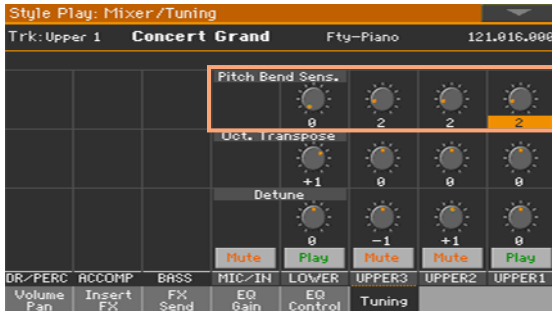 Style Play: Mixer/Tuning
Trk:Upper 1 Concert Grand Fty-Piano 121.016.000
Pitch Bend Sens.
0 2 2 2
Oct. Transpose
+1 0 0 0
Detune
0 -1 +1 0
Mute Play Mute Mute Play
DR/PERC ACCOMP BASS MIC/IN LOWER UPPER3 UPPER2 UPPER1
Volume Pan Insert FX FX Send EQ Gain EQ Control Tuning